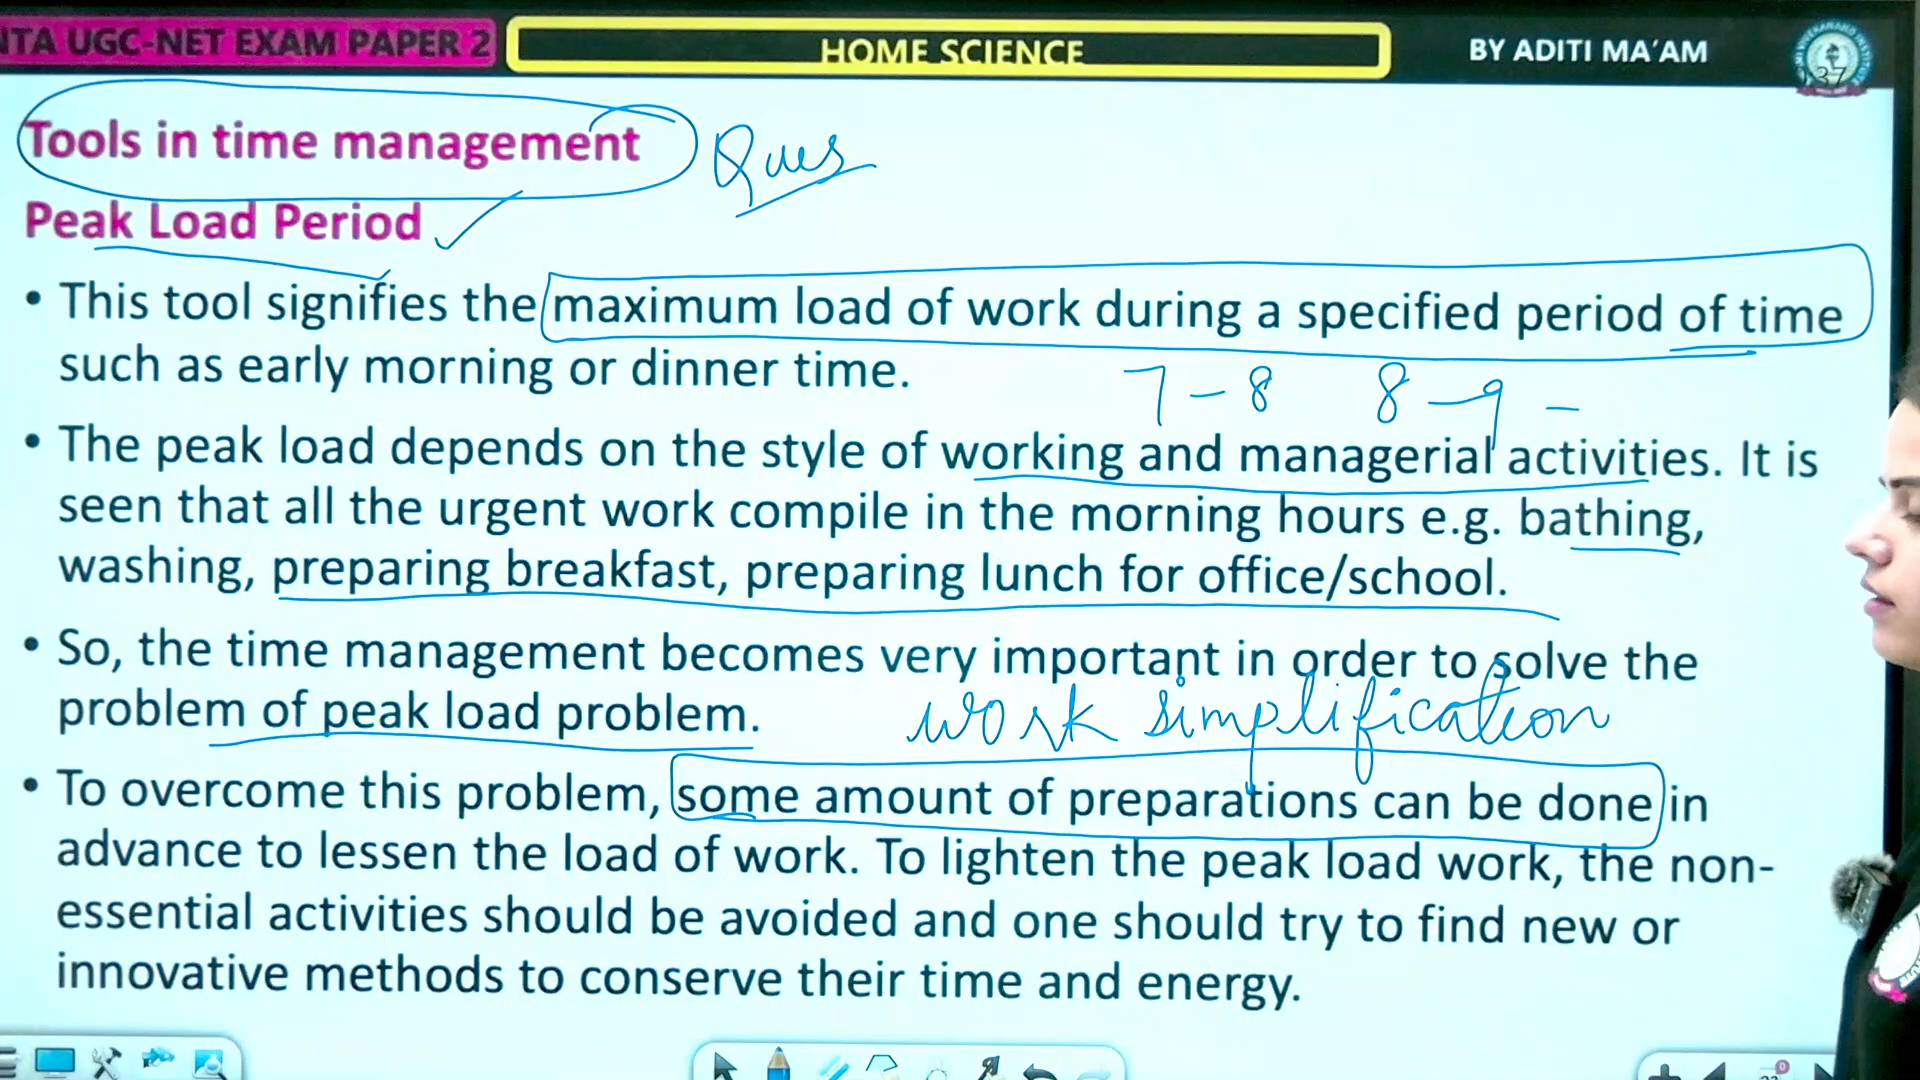 NTA UGC-NET EXAM PAPER 2
HOME SCIENCE
BY ADITI MA'AM
Tools in time management
Ques
Peak Load Period
• This tool signifies the maximum load of work during a specified period of time
such as early morning or dinner time.
7-8 8-9 -
• The peak load depends on the style of working and managerial activities. It is
seen that all the urgent work compile in the morning hours e.g. bathing,
washing, preparing breakfast, preparing lunch for office/school.
• So, the time management becomes very important in order to solve the
problem of peak load problem.
work simplification
• To overcome this problem, some amount of preparations can be done in
advance to lessen the load of work. To lighten the peak load work, the non-
essential activities should be avoided and one should try to find new or
innovative methods to conserve their time and energy.